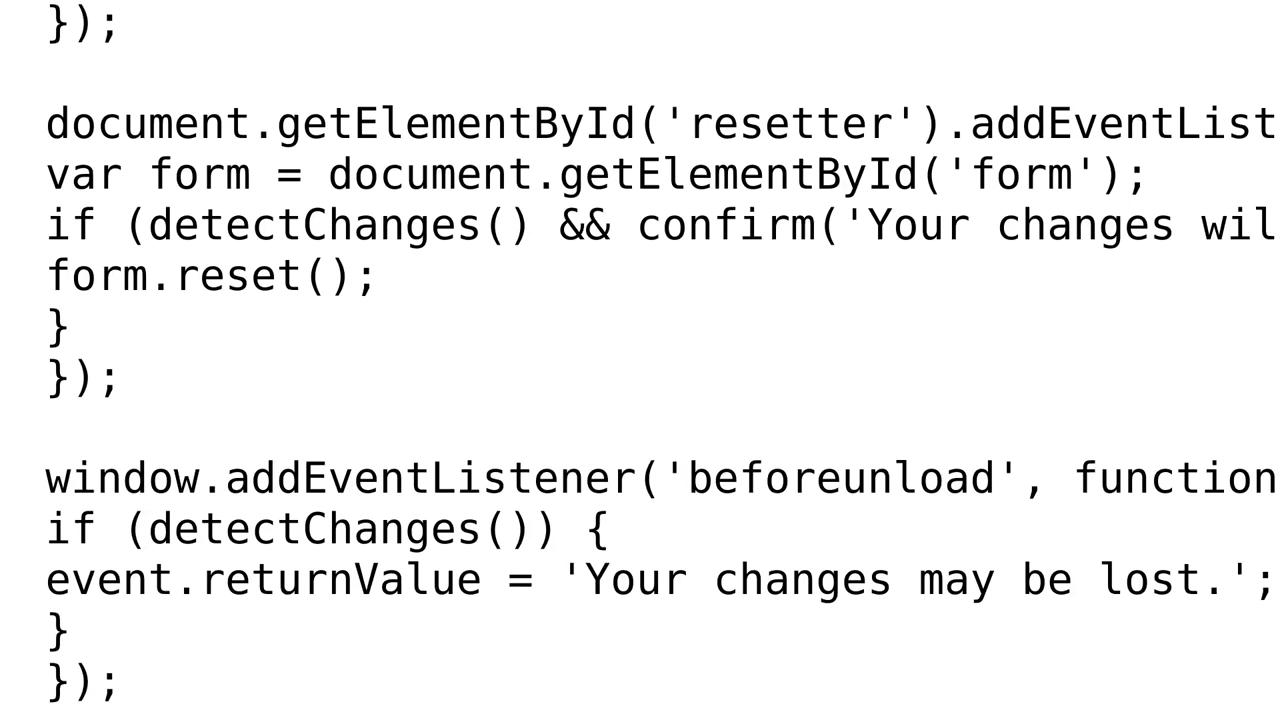 });
document.getElementById('resetter').addEventList
var form = document.getElementById('form');
if (detectChanges() && confirm('Your changes wil
form.reset();
}
});
window.addEventListener('beforeunload', function
if (detectChanges()) {
event.returnValue = 'Your changes may be lost.';
}
});